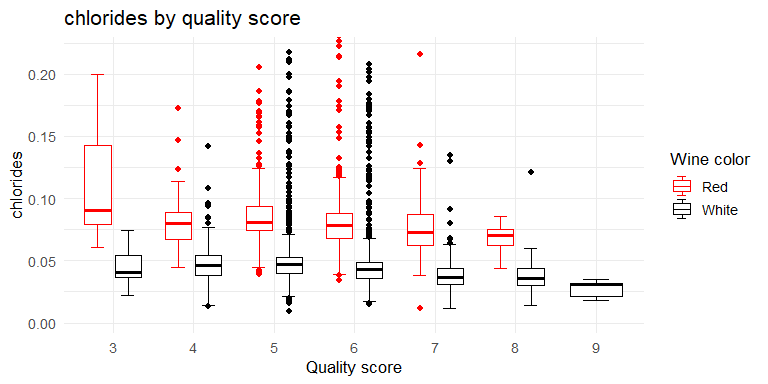 chlorides by quality score
0.20
0.15
0.10
0.05
0.00
chlorides
3 4 5 6 7 8 9
Quality score
Wine color
Red
White